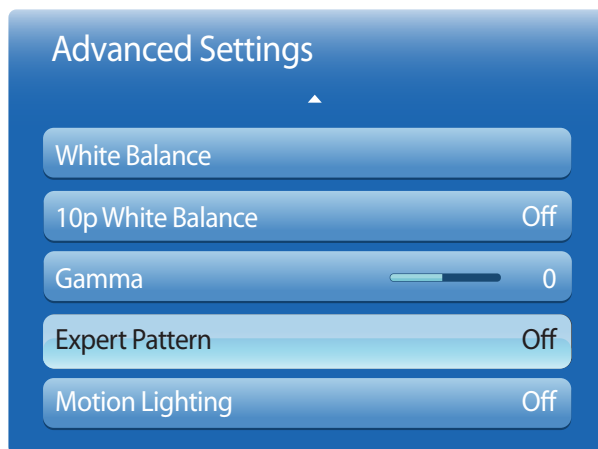 Advanced Settings
White Balance
10p White Balance Off
Gamma 0
Expert Pattern Off
Motion Lighting Off